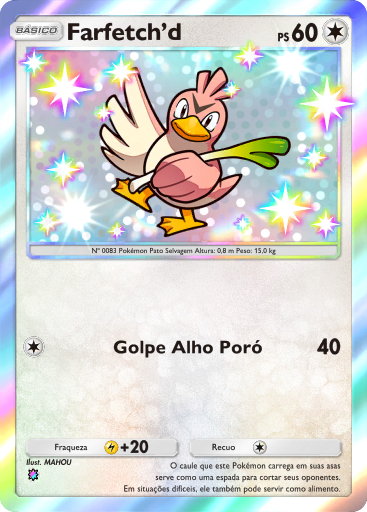 BÁSICO Farfetch'd PS 60
Nº 0083 Pokémon Pato Selvagem Altura: 0,8 m Peso: 15,0 kg
Golpe Alho Poró 40
Fraqueza +20 Recuo
Ilust. MAHOU
O caule que este Pokémon carrega em suas asas
serve como uma espada para cortar seus oponentes.
Em situações difíceis, ele também pode servir como alimento.